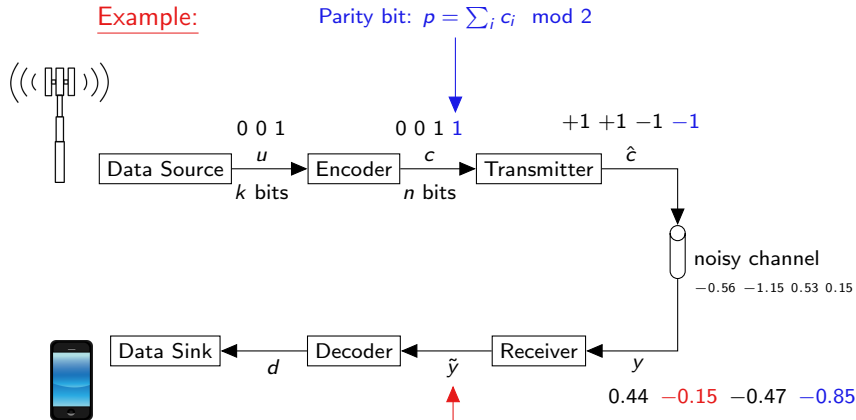 Example:
Parity bit: p = ∑ᵢ cᵢ mod 2
0 0 1
0 0 1 1
+1 +1 −1 −1
Data Source
u
k bits
Encoder
c
n bits
Transmitter
ĉ
noisy channel
−0.56 −1.15 0.53 0.15
Data Sink
d
Decoder
ỹ
Receiver
y
0.44 −0.15 −0.47 −0.85